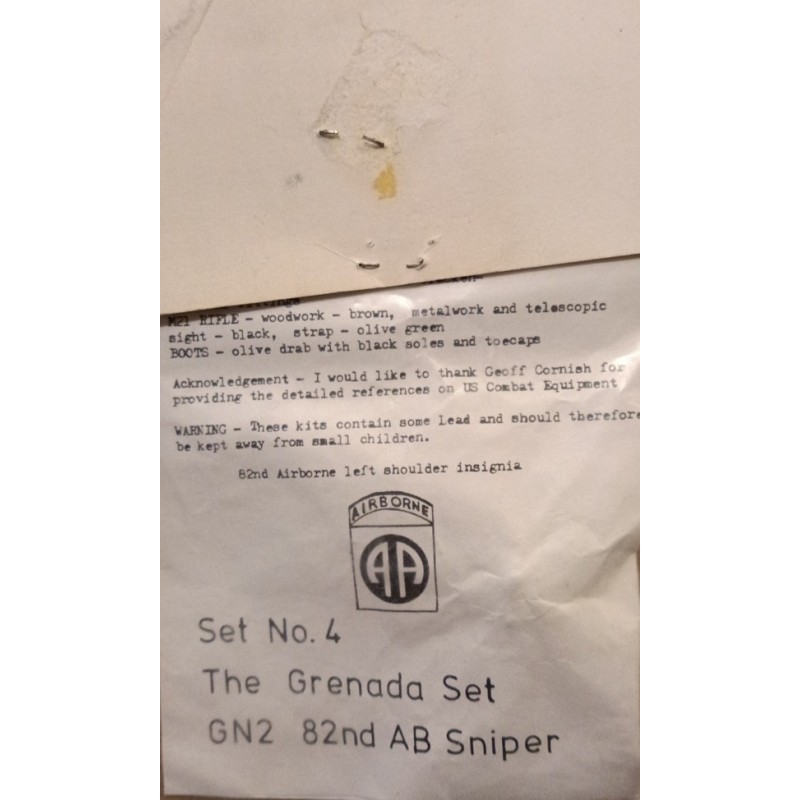 M21 RIFLE - woodwork - brown, metalwork and telescopic
sight - black, strap - olive green
BOOTS - olive drab with black soles and toecaps
Acknowledgement - I would like to thank Geoff Cornish for
providing the detailed references on US Combat Equipment
WARNING - These kits contain some Lead and should therefore
be kept away from small children.
82nd Airborne left shoulder insignia
AIRBORNE
AA
Set No. 4
The Grenada Set
GN2 82nd AB Sniper